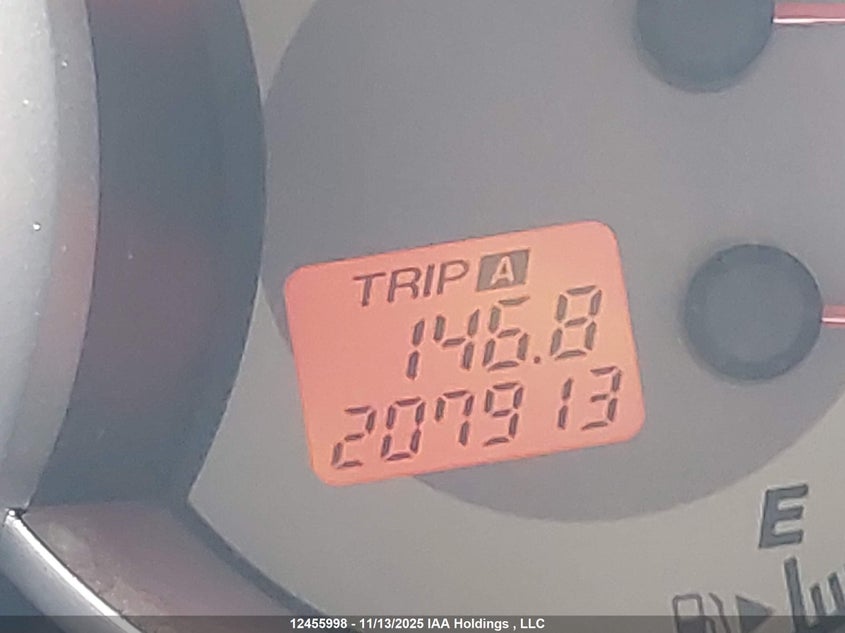 TRIP A
146.8
207913
E
12455998 - 11/13/2025 IAA Holdings , LLC